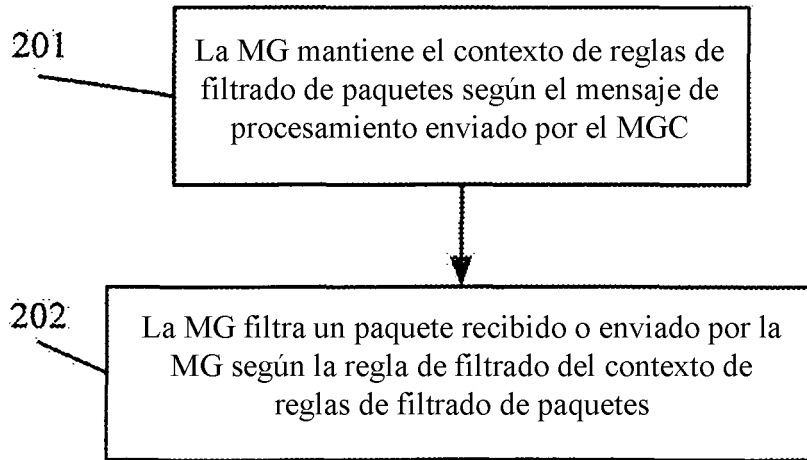 201
La MG mantiene el contexto de reglas de
filtrado de paquetes según el mensaje de
procesamiento enviado por el MGC
202
La MG filtra un paquete recibido o enviado por la
MG según la regla de filtrado del contexto de
reglas de filtrado de paquetes